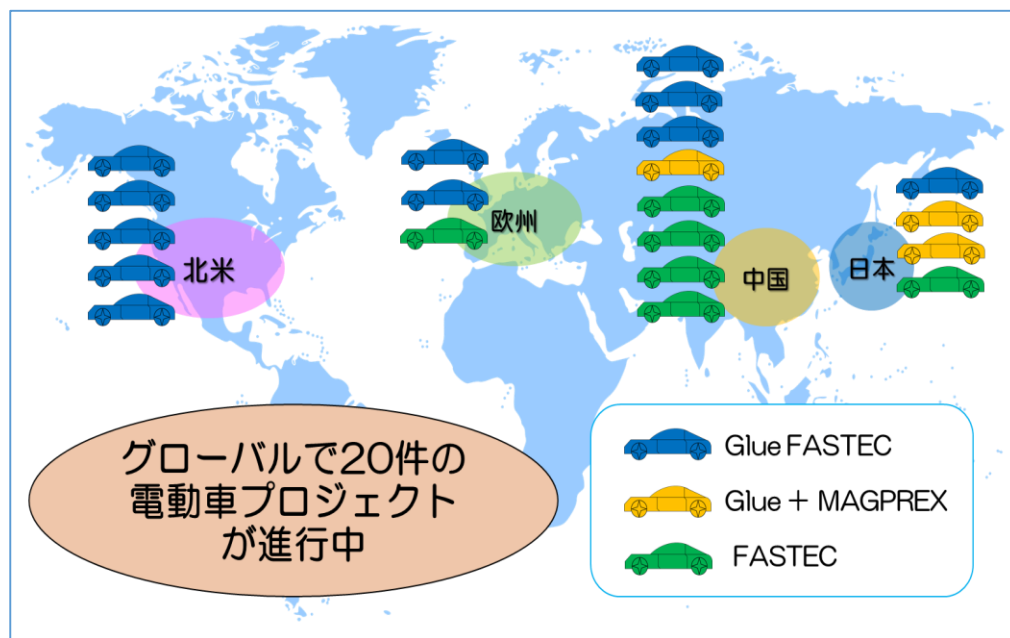 北米
欧州
中国
日本
グローバルで20件の
電動車プロジェクト
が進行中
Glue FASTEC
Glue + MAGPREX
FASTEC